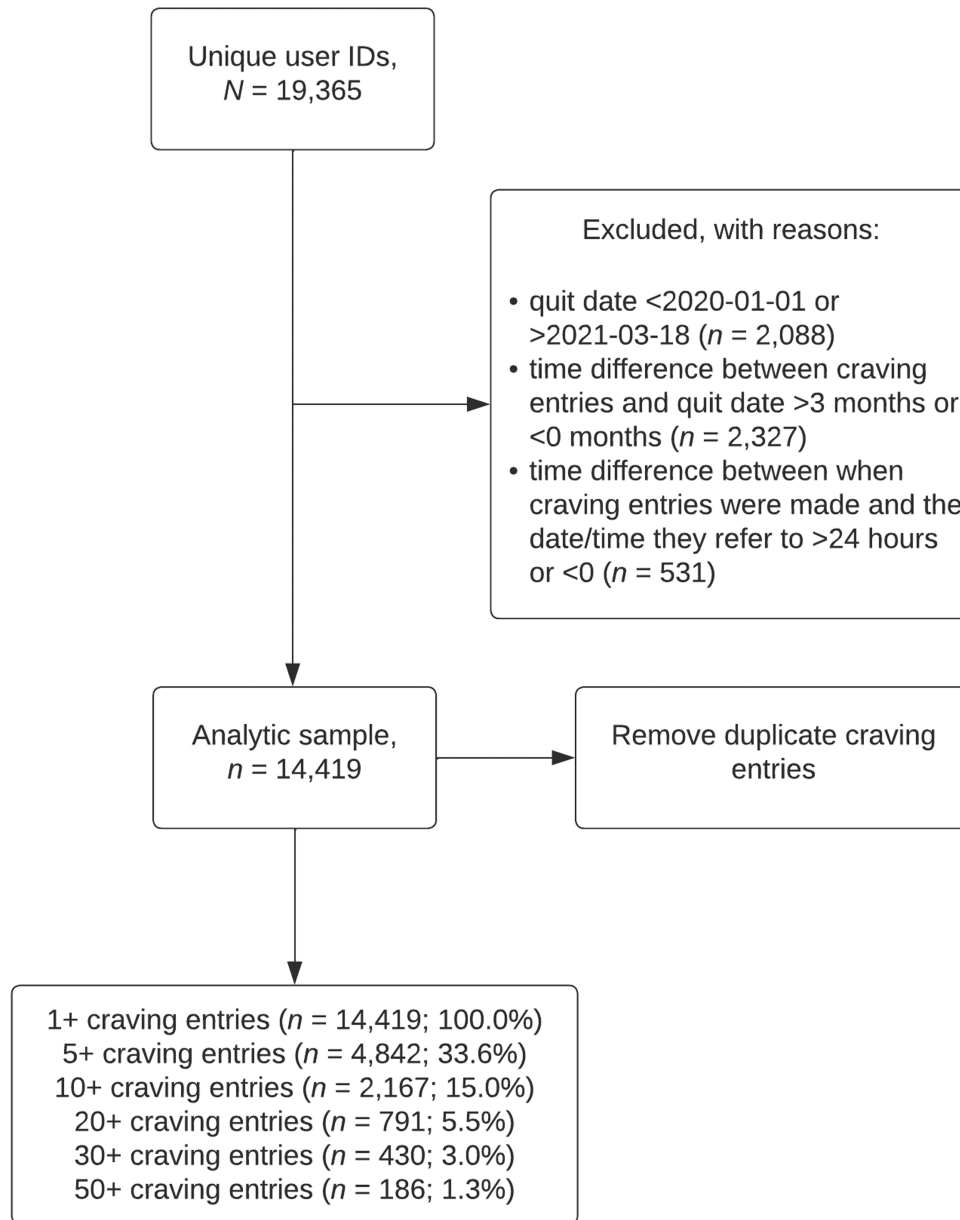 Unique user IDs,
N = 19,365
Excluded, with reasons:
• quit date <2020-01-01 or
>2021-03-18 (n = 2,088)
• time difference between craving
entries and quit date >3 months or
<0 months (n = 2,327)
• time difference between when
craving entries were made and the
date/time they refer to >24 hours
or <0 (n = 531)
Analytic sample,
n = 14,419
Remove duplicate craving
entries
1+ craving entries (n = 14,419; 100.0%)
5+ craving entries (n = 4,842; 33.6%)
10+ craving entries (n = 2,167; 15.0%)
20+ craving entries (n = 791; 5.5%)
30+ craving entries (n = 430; 3.0%)
50+ craving entries (n = 186; 1.3%)